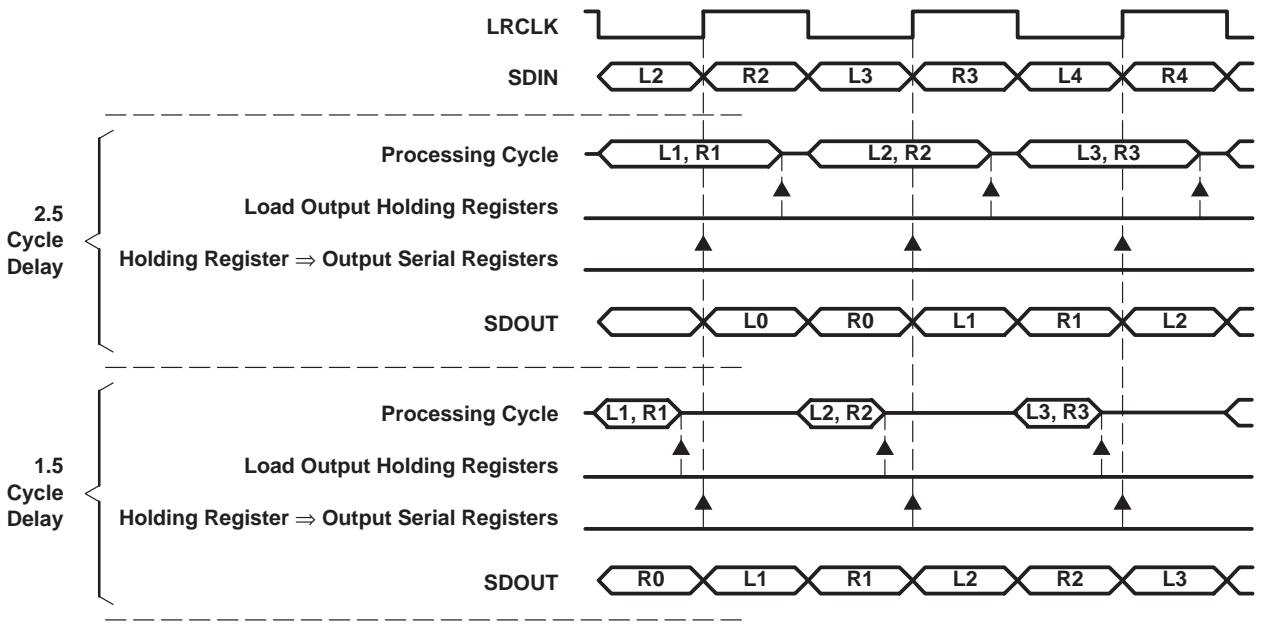 LRCLK
SDIN L2 R2 L3 R3 L4 R4
2.5
Cycle
Delay
Processing Cycle L1, R1 L2, R2 L3, R3
Load Output Holding Registers
Holding Register ⇒ Output Serial Registers
SDOUT L0 R0 L1 R1 L2
1.5
Cycle
Delay
Processing Cycle L1, R1 L2, R2 L3, R3
Load Output Holding Registers
Holding Register ⇒ Output Serial Registers
SDOUT R0 L1 R1 L2 R2 L3